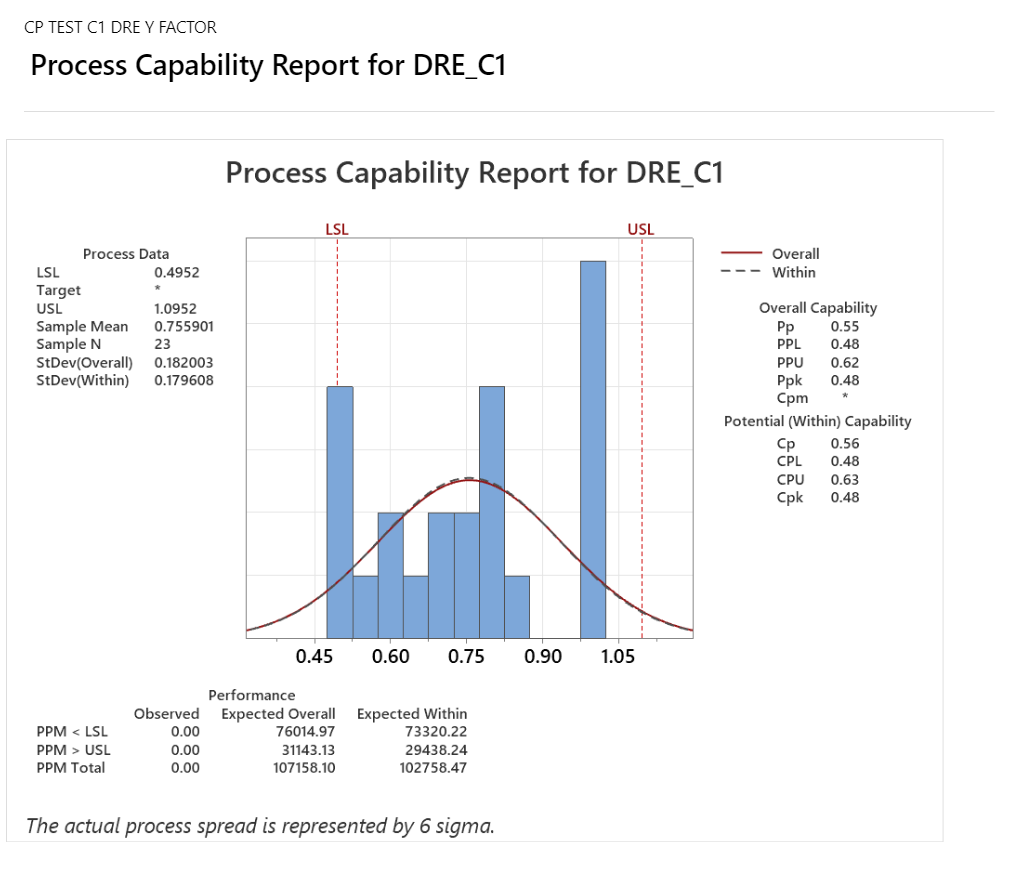 CP TEST C1 DRE Y FACTOR
Process Capability Report for DRE_C1
Process Capability Report for DRE_C1
LSL USL
Process Data
LSL 0.4952
Target *
USL 1.0952
Sample Mean 0.755901
Sample N 23
StDev(Overall) 0.182003
StDev(Within) 0.179608
Overall
Within
Overall Capability
Pp 0.55
PPL 0.48
PPU 0.62
Ppk 0.48
Cpm *
Potential (Within) Capability
Cp 0.56
CPL 0.48
CPU 0.63
Cpk 0.48
0.45 0.60 0.75 0.90 1.05
Performance
Observed Expected Overall Expected Within
PPM < LSL 0.00 76014.97 73320.22
PPM > USL 0.00 31143.13 29438.24
PPM Total 0.00 107158.10 102758.47
The actual process spread is represented by 6 sigma.